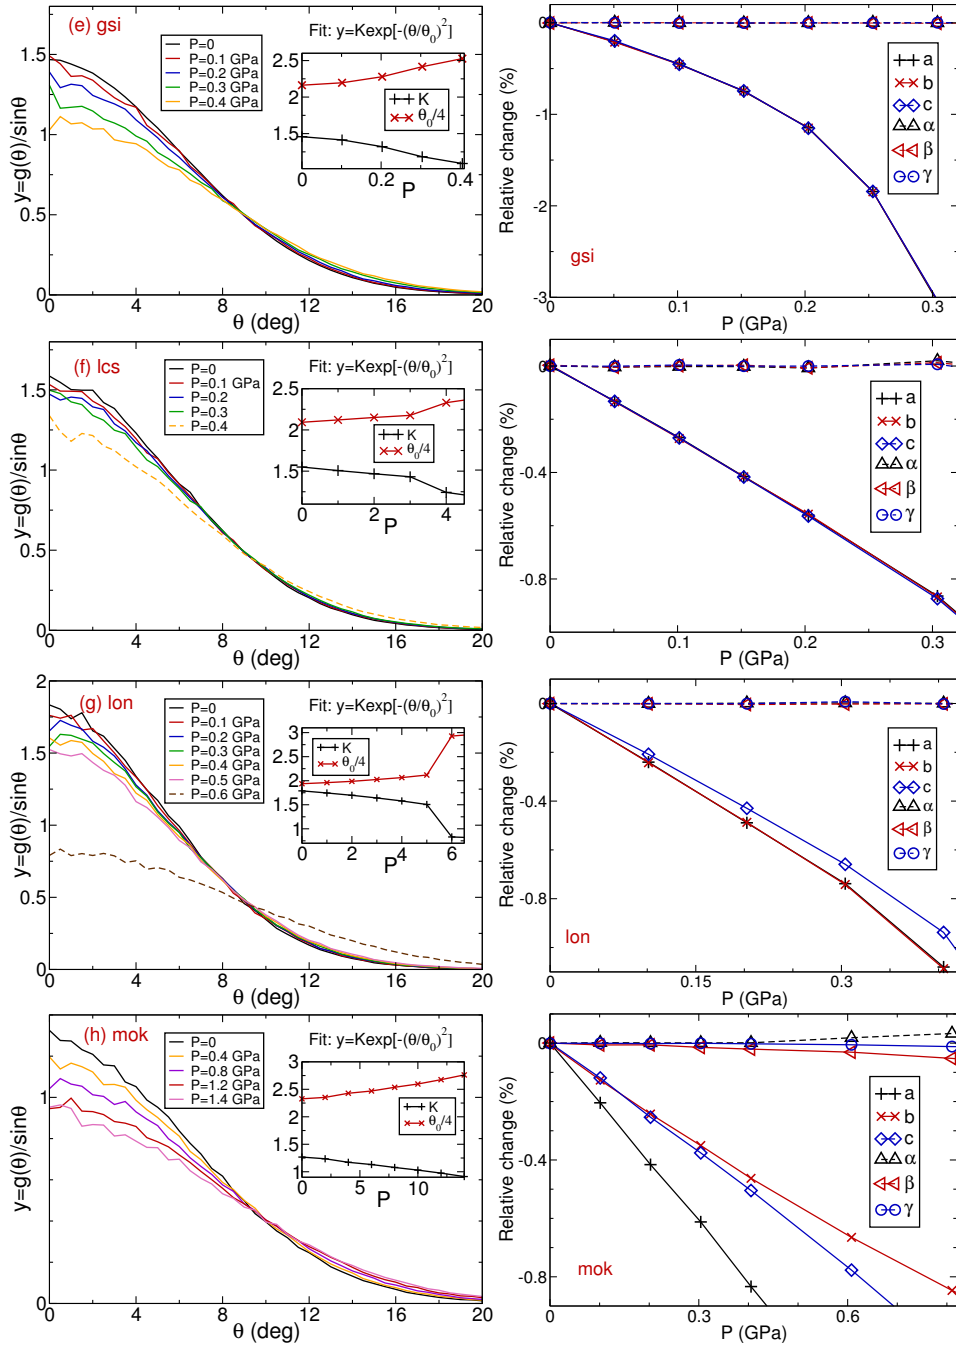 (e) gsi
P=0
P=0.1 GPa
P=0.2 GPa
P=0.3 GPa
P=0.4 GPa
Fit: y=Kexp[-(θ/θ0)^2]
2.5
2
1.5
K
θ0/4
0 0.2 0.4
P
y=g(θ)/sinθ
1.5
1
0.5
0
0 4 8 12 16 20
θ (deg)
Relative change (%)
0
-1
-2
-3
a
b
c
α
β
γ
gsi
0 0.1 0.2 0.3
P (GPa)
(f) lcs
P=0
P=0.1 GPa
P=0.2
P=0.3
P=0.4
Fit: y=Kexp[-(θ/θ0)^2]
2.5
2
1.5
K
θ0/4
0 2 4
P
y=g(θ)/sinθ
1.5
1
0.5
0
0 4 8 12 16 20
θ (deg)
Relative change (%)
0
-0.4
-0.8
a
b
c
α
β
γ
0 0.1 0.2 0.3
P (GPa)
(g) lon
P=0
P=0.1 GPa
P=0.2 GPa
P=0.3 GPa
P=0.4 GPa
P=0.5 GPa
P=0.6 GPa
Fit: y=Kexp[-(θ/θ0)^2]
3
2.5
2
1.5
1
K
θ0/4
0 2 4 6
P
y=g(θ)/sinθ
2
1.5
1
0.5
0
0 4 8 12 16 20
θ (deg)
Relative change (%)
0
-0.4
-0.8
a
b
c
α
β
γ
lon
0 0.15 0.3
P (GPa)
(h) mok
P=0
P=0.4 GPa
P=0.8 GPa
P=1.2 GPa
P=1.4 GPa
Fit: y=Kexp[-(θ/θ0)^2]
3
2.5
2
1.5
1
K
θ0/4
0 5 10
P
y=g(θ)/sinθ
1
0
0 4 8 12 16 20
θ (deg)
Relative change (%)
0
-0.4
-0.8
a
b
c
α
β
γ
mok
0 0.3 0.6
P (GPa)